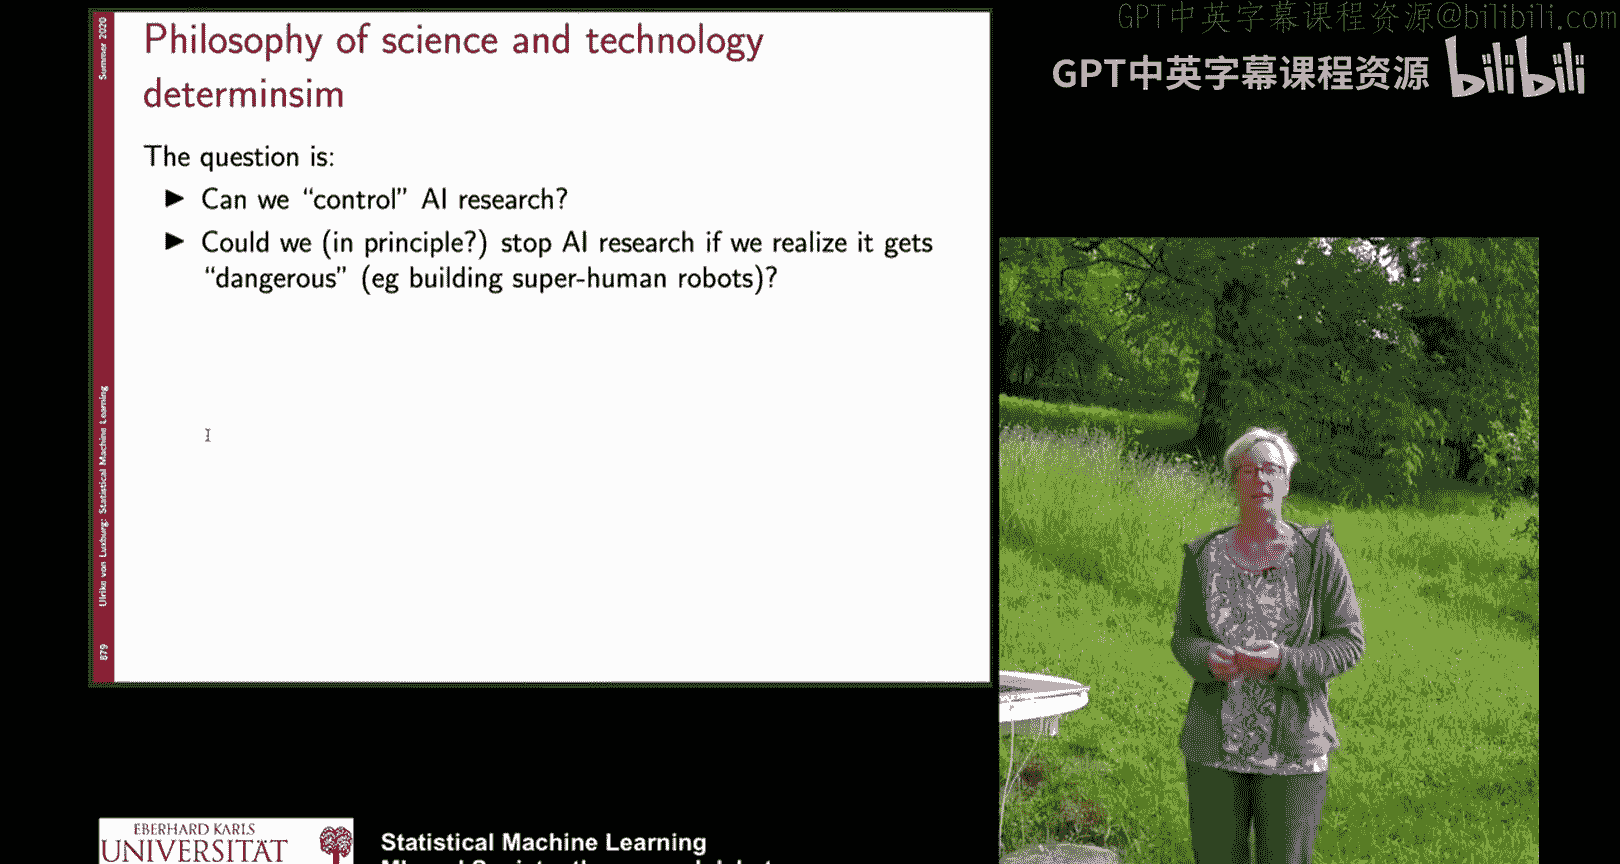 GPT中英字幕课程资源@bilibili.com
GPT中英字幕课程资源 bilibili
Summer 2020
Philosophy of science and technology
determinsim
The question is:
Can we “control” AI research?
Could we (in principle?) stop AI research if we realize it gets
“dangerous” (eg building super-human robots)?
Ulrike von Luxburg: Statistical Machine Learning
879
EBERHARD KARLS
UNIVERSITÄT
Statistical Machine Learning